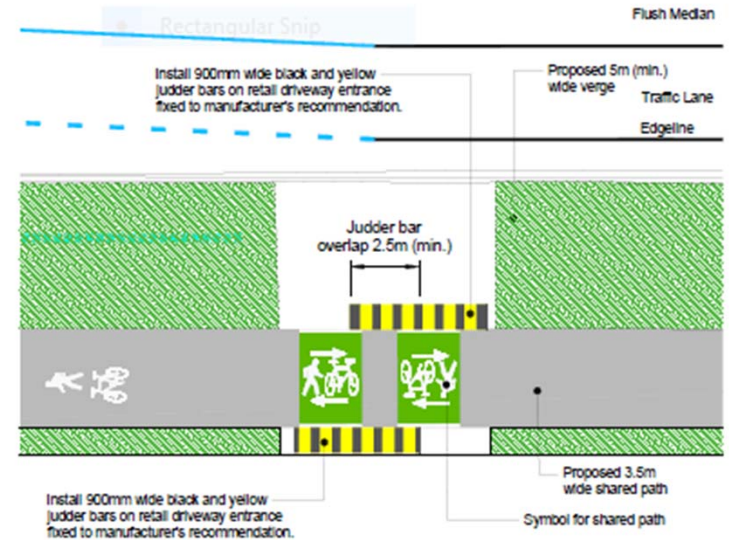 Rectangular Snip
Flush Median
Install 900mm wide black and yellow
judder bars on retail driveway entrance
fixed to manufacturer's recommendation.
Proposed 5m (min.)
wide verge
Traffic Lane
Edgeline
Judder bar
overlap 2.5m (min.)
Proposed 3.5m
wide shared path
Install 900mm wide black and yellow
judder bars on retail driveway entrance
fixed to manufacturer's recommendation.
Symbol for shared path